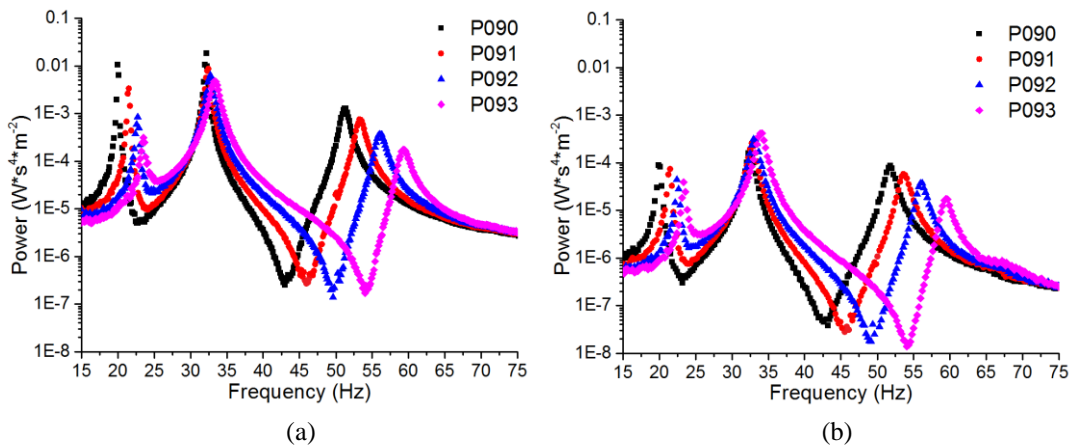 0.1
0.01
1E-3
1E-4
1E-5
1E-6
1E-7
1E-8
Power (W*s⁴*m⁻²)
15 20 25 30 35 40 45 50 55 60 65 70 75
Frequency (Hz)
P090
P091
P092
P093
(a)
0.1
0.01
1E-3
1E-4
1E-5
1E-6
1E-7
1E-8
Power (W*s⁴*m⁻²)
15 20 25 30 35 40 45 50 55 60 65 70 75
Frequency (Hz)
P090
P091
P092
P093
(b)